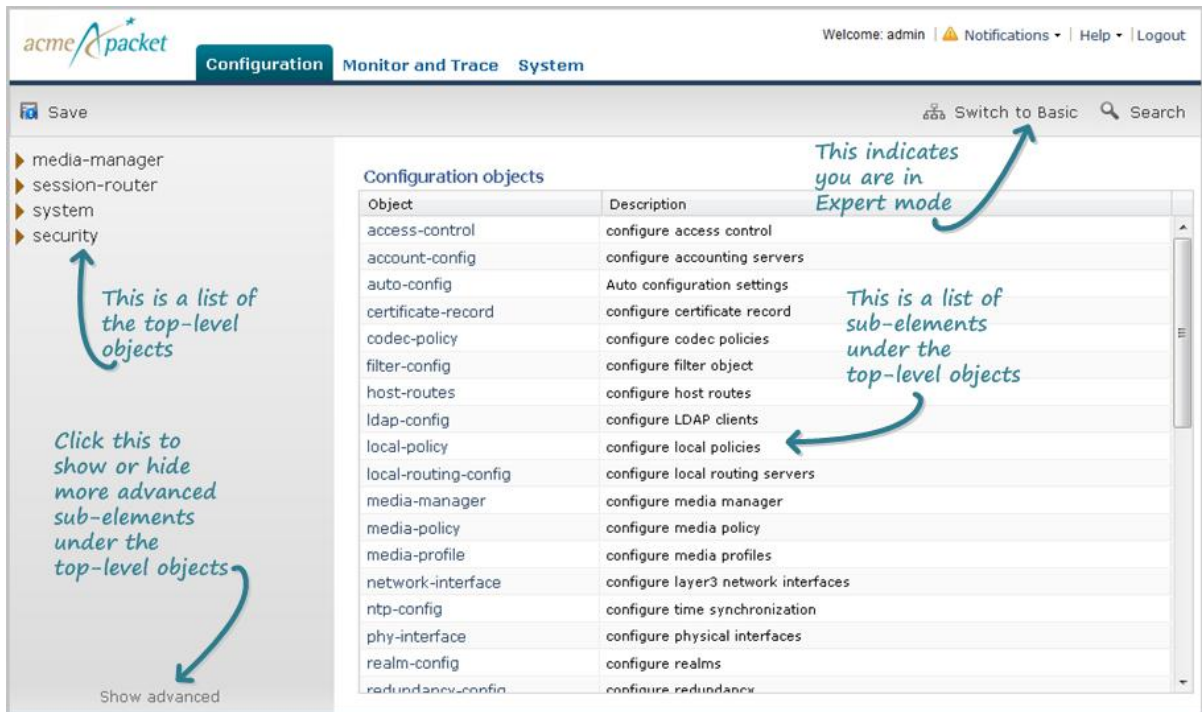 acme packet
Welcome: admin | Notifications | Help | Logout
Configuration Monitor and Trace System
Save
Switch to Basic Search
media-manager
session-router
system
security
This is a list of
the top-level
objects
Click this to
show or hide
more advanced
sub-elements
under the
top-level objects
Show advanced
This indicates
you are in
Expert mode
Configuration objects
Object Description
access-control configure access control
account-config configure accounting servers
auto-config Auto configuration settings
certificate-record configure certificate record
codec-policy configure codec policies
filter-config configure filter object
host-routes configure host routes
ldap-config configure LDAP clients
local-policy configure local policies
local-routing-config configure local routing servers
media-manager configure media manager
media-policy configure media policy
media-profile configure media profiles
network-interface configure layer3 network interfaces
ntp-config configure time synchronization
phy-interface configure physical interfaces
realm-config configure realms
redundancy-config configure redundancy
This is a list of
sub-elements
under the
top-level objects